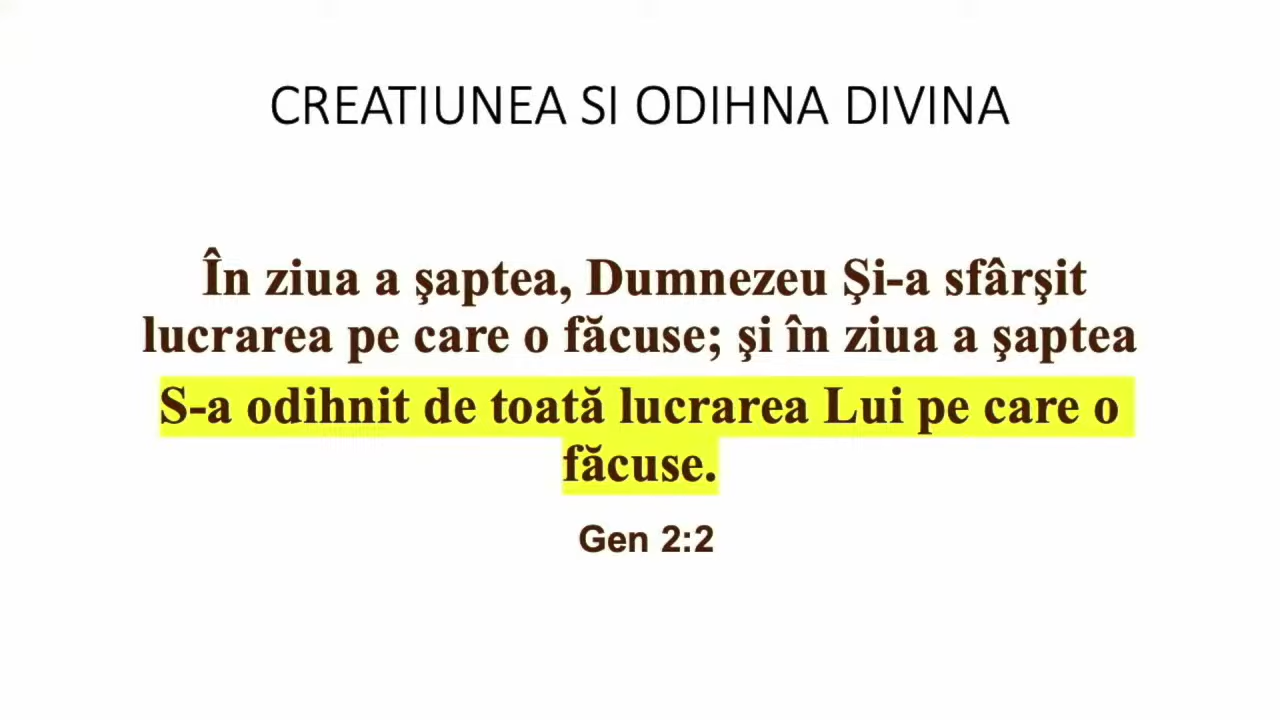 CREATIUNEA SI ODIHNA DIVINA
În ziua a şaptea, Dumnezeu Şi-a sfârşit
lucrarea pe care o făcuse; şi în ziua a şaptea
S-a odihnit de toată lucrarea Lui pe care o
făcuse.
Gen 2:2